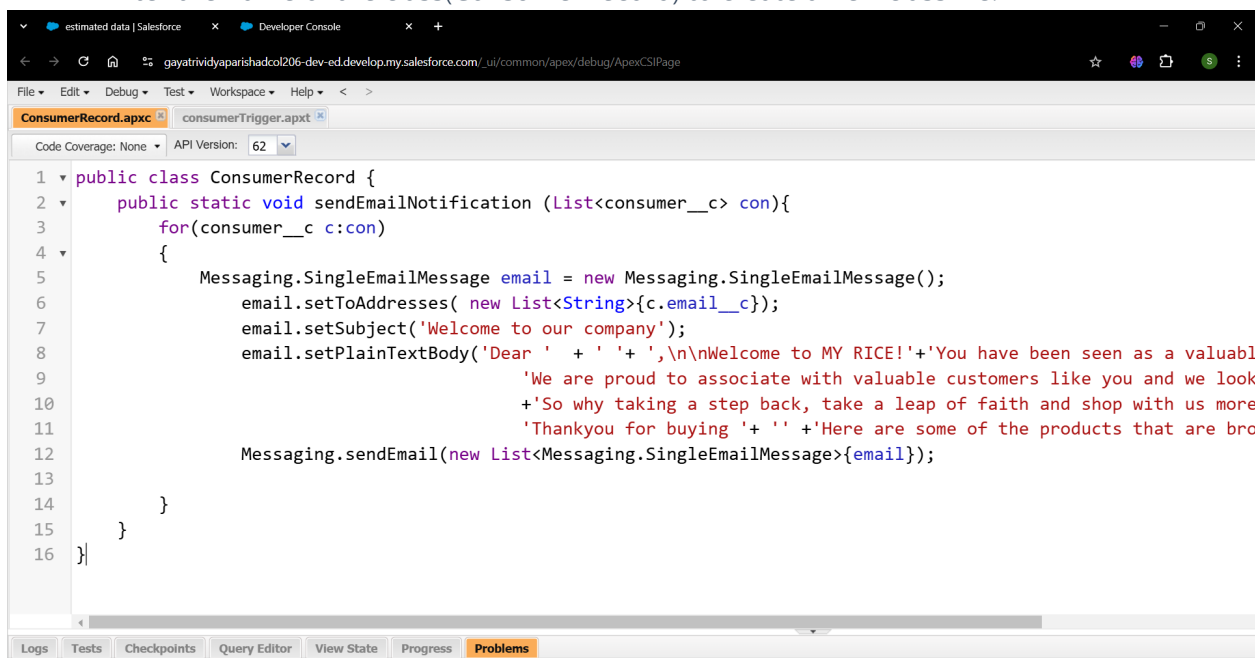 estimated data | Salesforce
Developer Console
gayatrividyaparishadcol206-dev-ed.develop.my.salesforce.com/_ui/common/apex/debug/ApexCSIPage
S
File Edit Debug Test Workspace Help < >
ConsumerRecord.apxc consumerTrigger.apxt
Code Coverage: None API Version: 62
1 public class ConsumerRecord {
2 public static void sendEmailNotification (List<consumer__c> con){
3 for(consumer__c c:con)
4 {
5 Messaging.SingleEmailMessage email = new Messaging.SingleEmailMessage();
6 email.setToAddresses( new List<String>{c.email__c});
7 email.setSubject('Welcome to our company');
8 email.setPlainTextBody('Dear ' + ' '+ ',\n\nWelcome to MY RICE!'+'You have been seen as a valuabl
9 'We are proud to associate with valuable customers like you and we look
10 +'So why taking a step back, take a leap of faith and shop with us more
11 'Thankyou for buying '+ '' +'Here are some of the products that are bro
12 Messaging.sendEmail(new List<Messaging.SingleEmailMessage>{email});
13
14 }
15 }
16 }
Logs Tests Checkpoints Query Editor View State Progress Problems